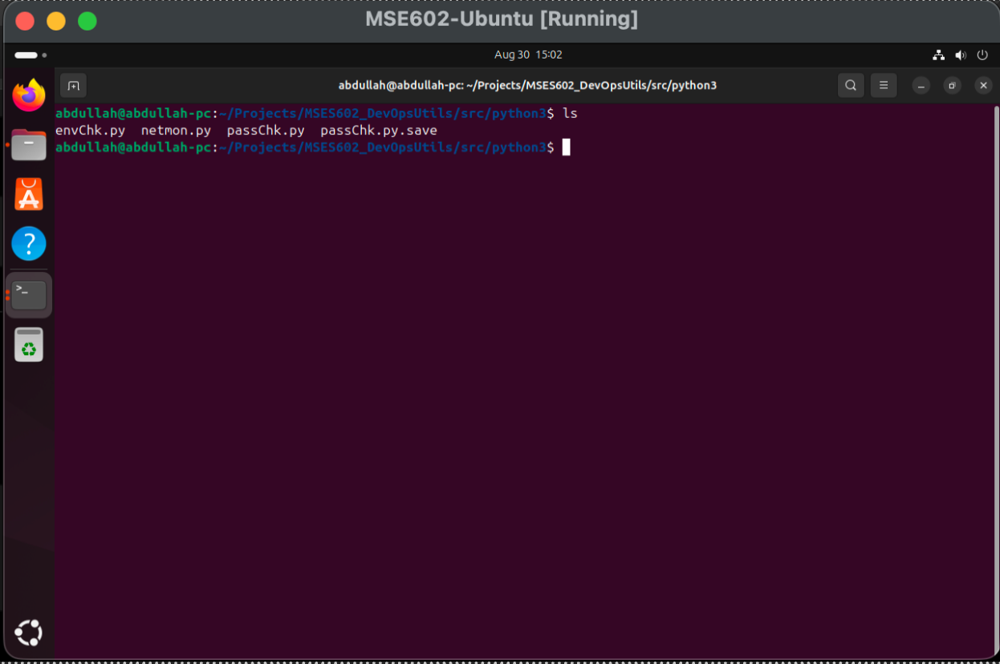 MSE602-Ubuntu [Running]
Aug 30 15:02
abdullah@abdullah-pc: ~/Projects/MSES602_DevOpsUtils/src/python3
abdullah@abdullah-pc:~/Projects/MSES602_DevOpsUtils/src/python3$ ls
envChk.py  netmon.py  passChk.py  passChk.py.save
abdullah@abdullah-pc:~/Projects/MSES602_DevOpsUtils/src/python3$